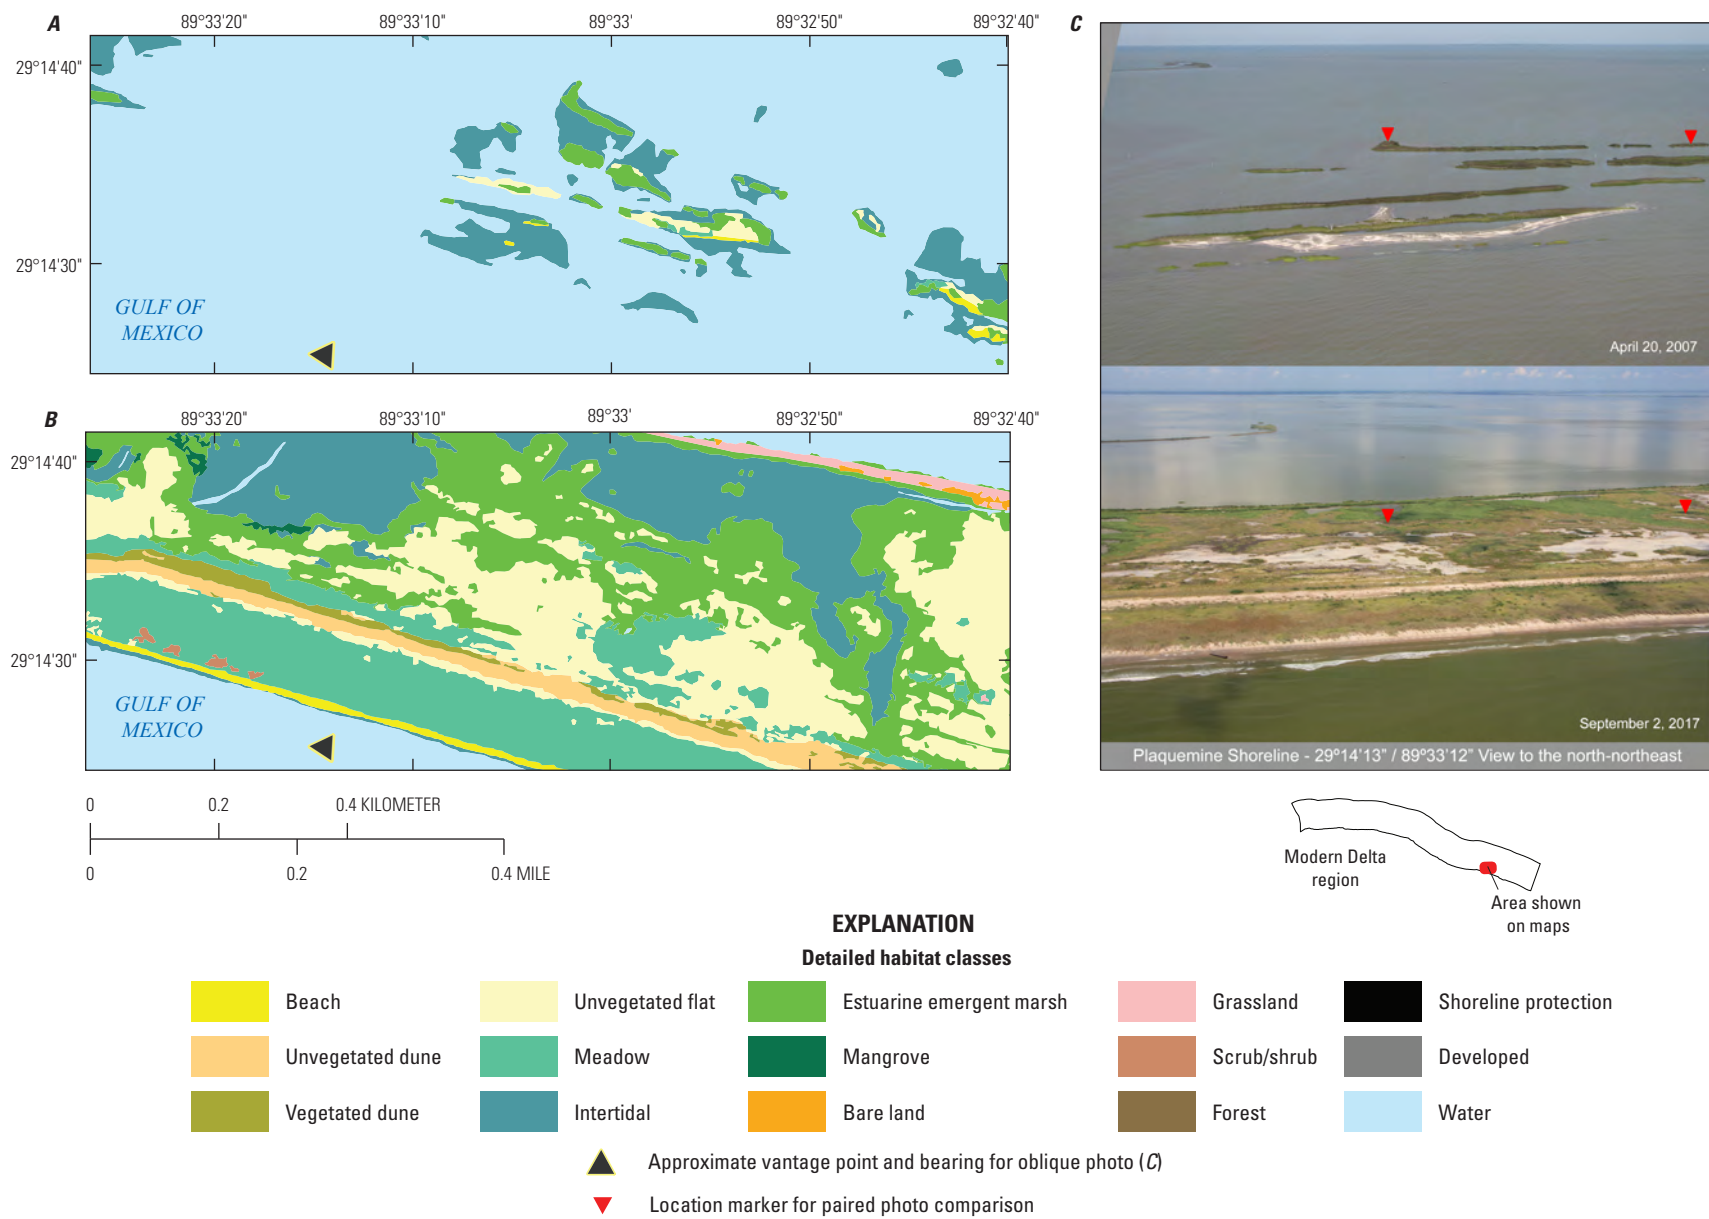 A
89°33'20"
89°33'10"
89°33'
89°32'50"
89°32'40"
29°14'40"
29°14'30"
GULF OF
MEXICO
B
89°33'20"
89°33'10"
89°33'
89°32'50"
89°32'40"
29°14'40"
29°14'30"
GULF OF
MEXICO
0
0.2
0.4 KILOMETER
0
0.2
0.4 MILE
C
April 20, 2007
September 2, 2017
Plaquemine Shoreline - 29º14'13" / 89º33'12" View to the north-northeast
Modern Delta
region
Area shown
on maps
EXPLANATION
Detailed habitat classes
Beach
Unvegetated flat
Estuarine emergent marsh
Grassland
Shoreline protection
Unvegetated dune
Meadow
Mangrove
Scrub/shrub
Developed
Vegetated dune
Intertidal
Bare land
Forest
Water
Approximate vantage point and bearing for oblique photo (C)
Location marker for paired photo comparison